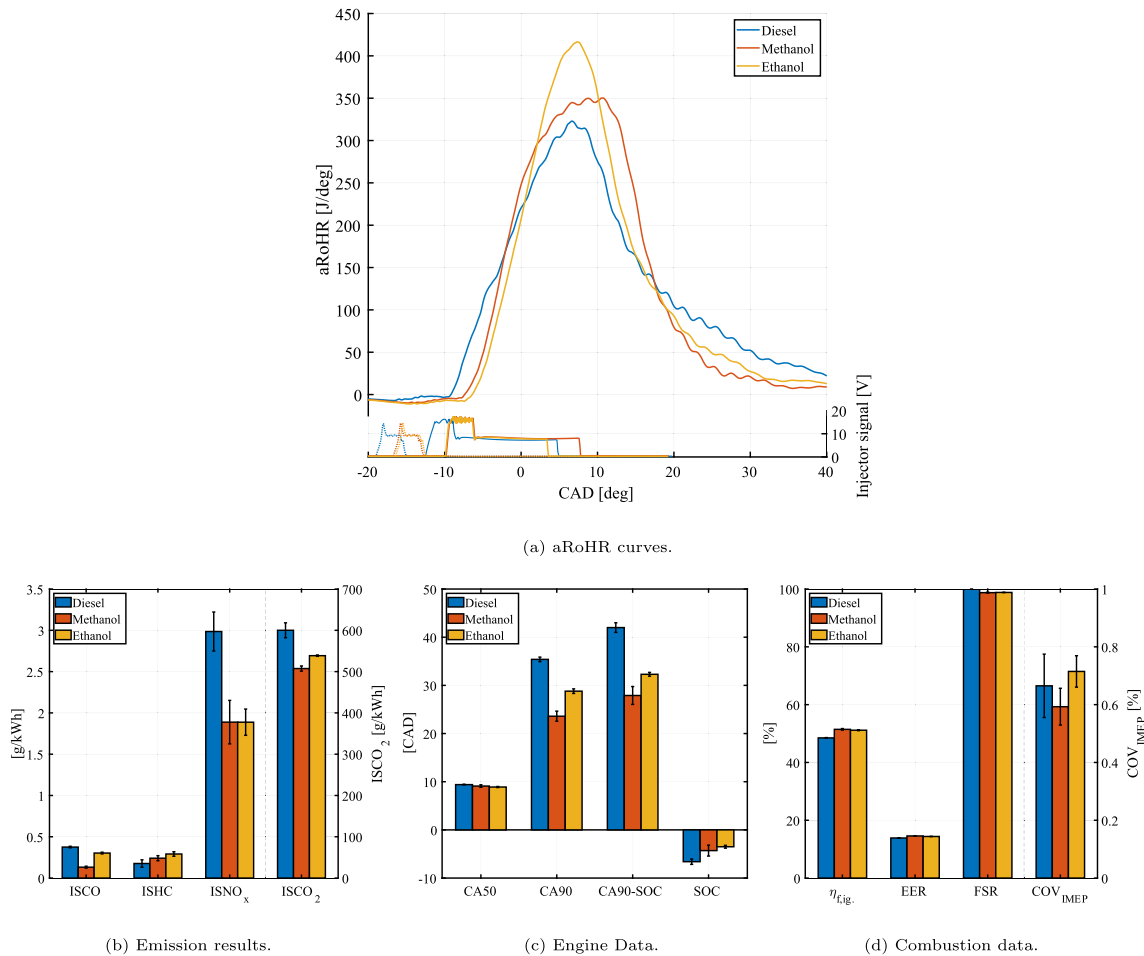 450
400
350
300
250
200
150
100
50
0
aRoHR [J/deg]
Diesel
Methanol
Ethanol
20
10
0
Injector signal [V]
-20
-10
0
10
20
30
40
CAD [deg]
(a) aRoHR curves.
3.5
3
2.5
2
1.5
1
0.5
0
[g/kWh]
Diesel
Methanol
Ethanol
700
600
500
400
300
200
100
0
ISCO2 [g/kWh]
ISCO
ISHC
ISNOx
ISCO2
(b) Emission results.
50
40
30
20
10
0
-10
[CAD]
Diesel
Methanol
Ethanol
CA50
CA90
CA90-SOC
SOC
(c) Engine Data.
100
80
60
40
20
0
[%]
Diesel
Methanol
Ethanol
1
0.8
0.6
0.4
0.2
0
COVIMEP [%]
ηf,ig.
EER
FSR
COVIMEP
(d) Combustion data.